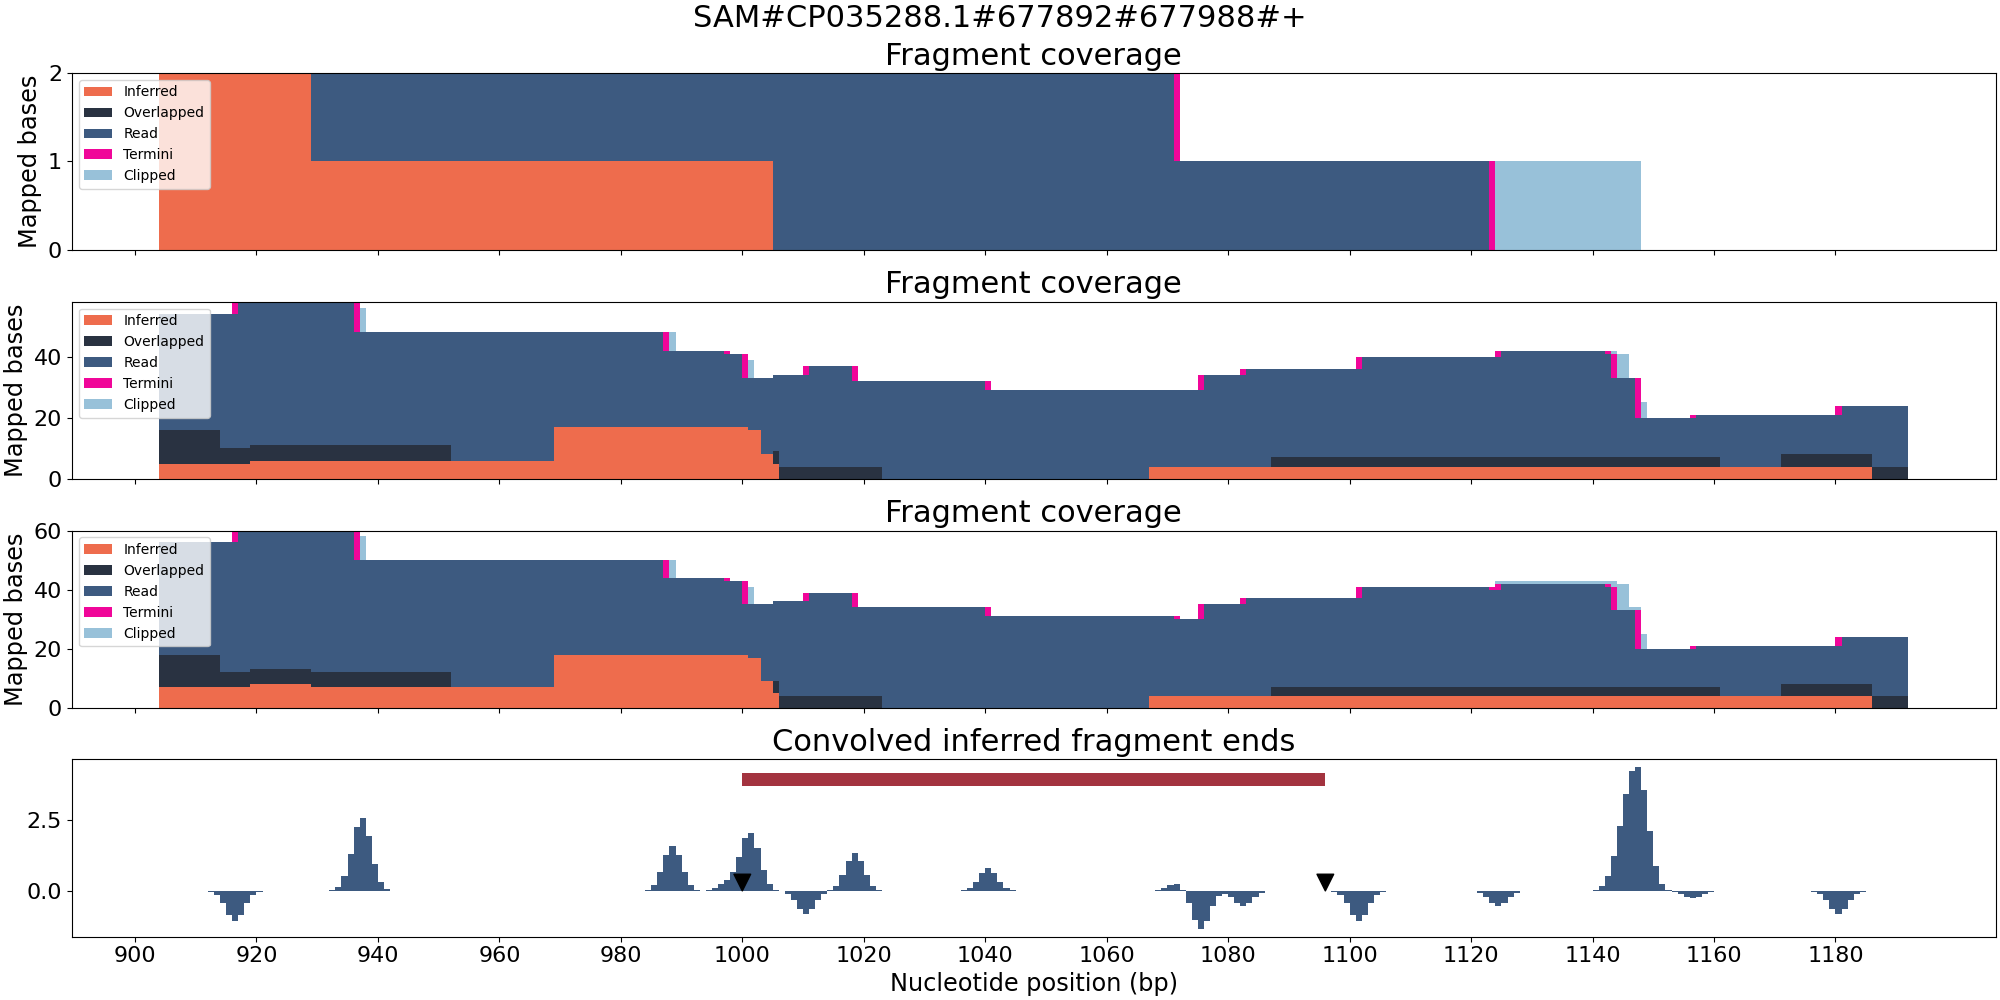 SAM#CP035288.1#677892#677988#+
Fragment coverage
Mapped bases
2
1
0
Inferred
Overlapped
Read
Termini
Clipped
Fragment coverage
Mapped bases
40
20
0
Inferred
Overlapped
Read
Termini
Clipped
Fragment coverage
Mapped bases
60
40
20
0
Inferred
Overlapped
Read
Termini
Clipped
Convolved inferred fragment ends
2.5
0.0
900 920 940 960 980 1000 1020 1040 1060 1080 1100 1120 1140 1160 1180
Nucleotide position (bp)